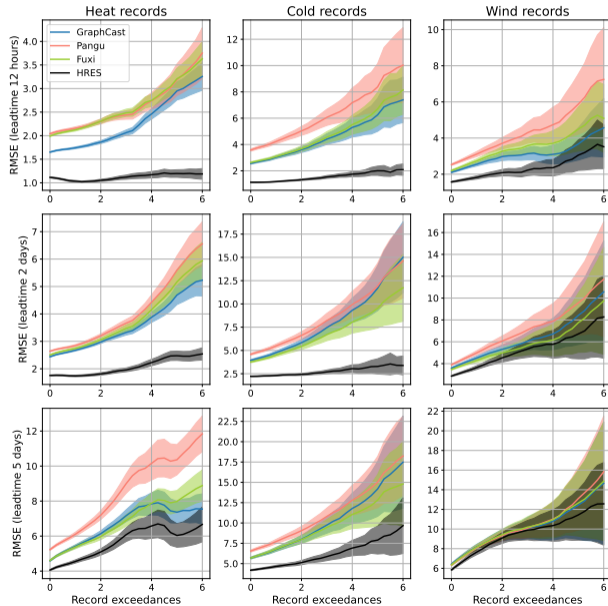 Heat records
Cold records
Wind records
GraphCast
Pangu
Fuxi
HRES
RMSE (leadtime 12 hours)
4.0
3.5
3.0
2.5
2.0
1.5
1.0
0 2 4 6
12
10
8
6
4
2
0 2 4 6
10
8
6
4
2
0 2 4 6
RMSE (leadtime 2 days)
7
6
5
4
3
2
0 2 4 6
17.5
15.0
12.5
10.0
7.5
5.0
2.5
0 2 4 6
16
14
12
10
8
6
4
2
0 2 4 6
RMSE (leadtime 5 days)
12
10
8
6
4
0 2 4 6
22.5
20.0
17.5
15.0
12.5
10.0
7.5
5.0
0 2 4 6
22
20
18
16
14
12
10
8
6
0 2 4 6
Record exceedances
Record exceedances
Record exceedances